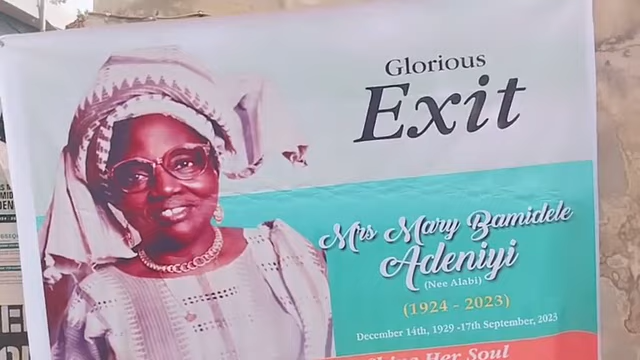 Glorious
Exit
Mrs Mary Bamidele
Adeniyi
(Nee Alabi)
(1924 - 2023)
December 14th, 1929 -17th September, 2023
Her Soul